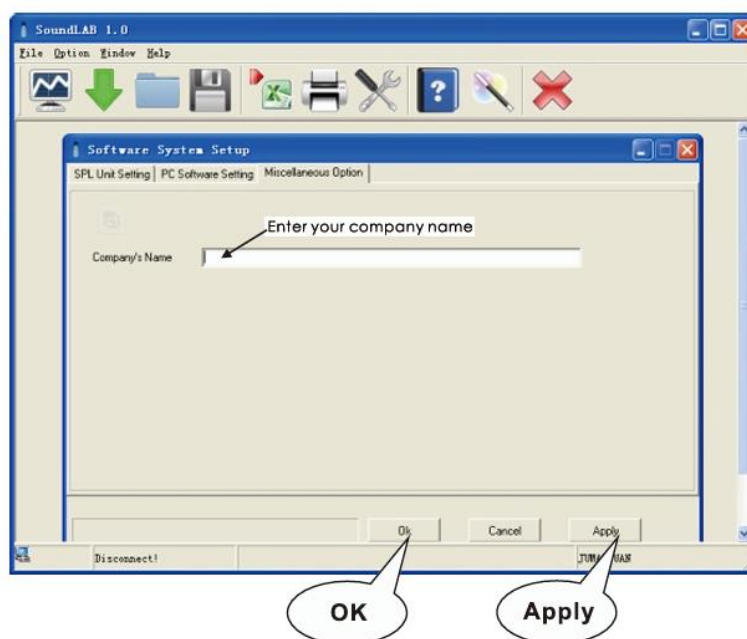 SoundLAB 1.0
File Option Window Help
Software System Setup
SPL Unit Setting PC Software Setting Miscellaneous Option
Enter your company name
Company's Name
Ok Cancel Apply
Disconnect!
OK Apply